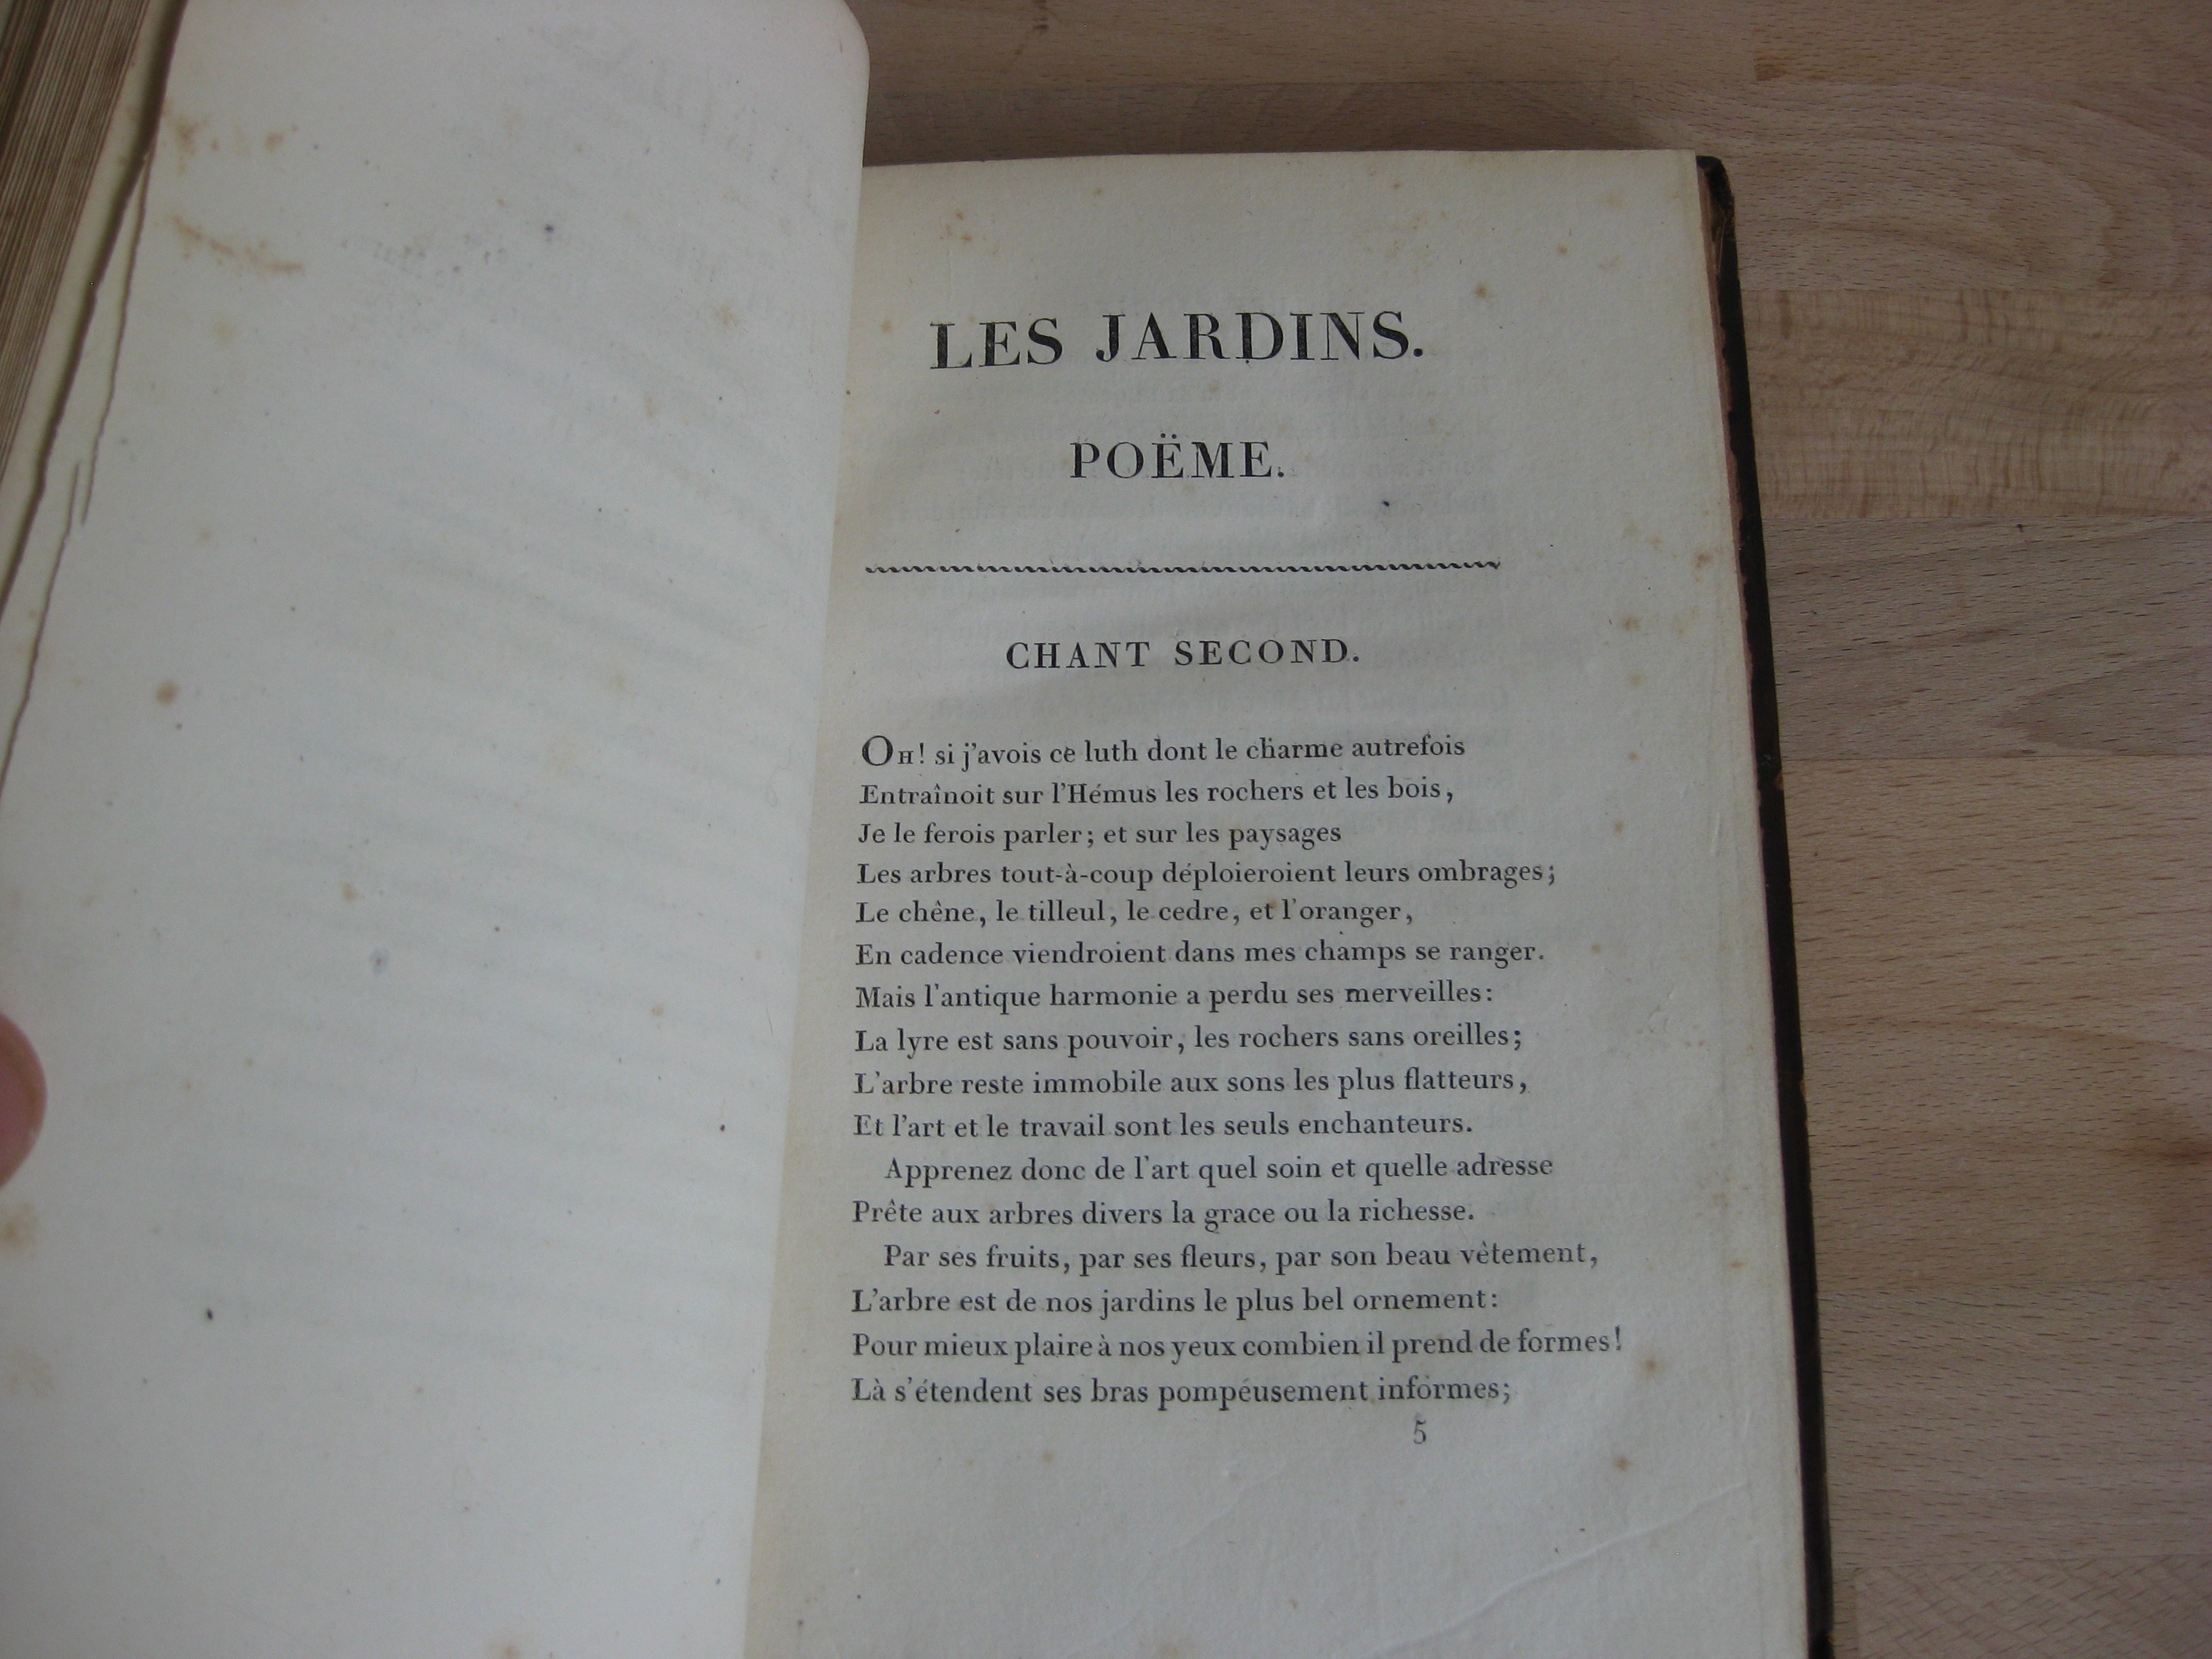 LES JARDINS.
POËME.
CHANT SECOND.
OH! si j'avois ce luth dont le charme autrefois
Entraînoit sur l'Hémus les rochers et les bois,
Je le ferois parler; et sur les paysages
Les arbres tout-à-coup déploieroient leurs ombrages;
Le chêne, le tilleul, le cedre, et l'oranger,
En cadence viendroient dans mes champs se ranger.
Mais l'antique harmonie a perdu ses merveilles:
La lyre est sans pouvoir, les rochers sans oreilles;
L'arbre reste immobile aux sons les plus flatteurs,
Et l'art et le travail sont les seuls enchanteurs.
Apprenez donc de l'art quel soin et quelle adresse
Prête aux arbres divers la grace ou la richesse.
Par ses fruits, par ses fleurs, par son beau vêtement,
L'arbre est de nos jardins le plus bel ornement:
Pour mieux plaire à nos yeux combien il prend de formes!
Là s'étendent ses bras pompeusement informes;
5